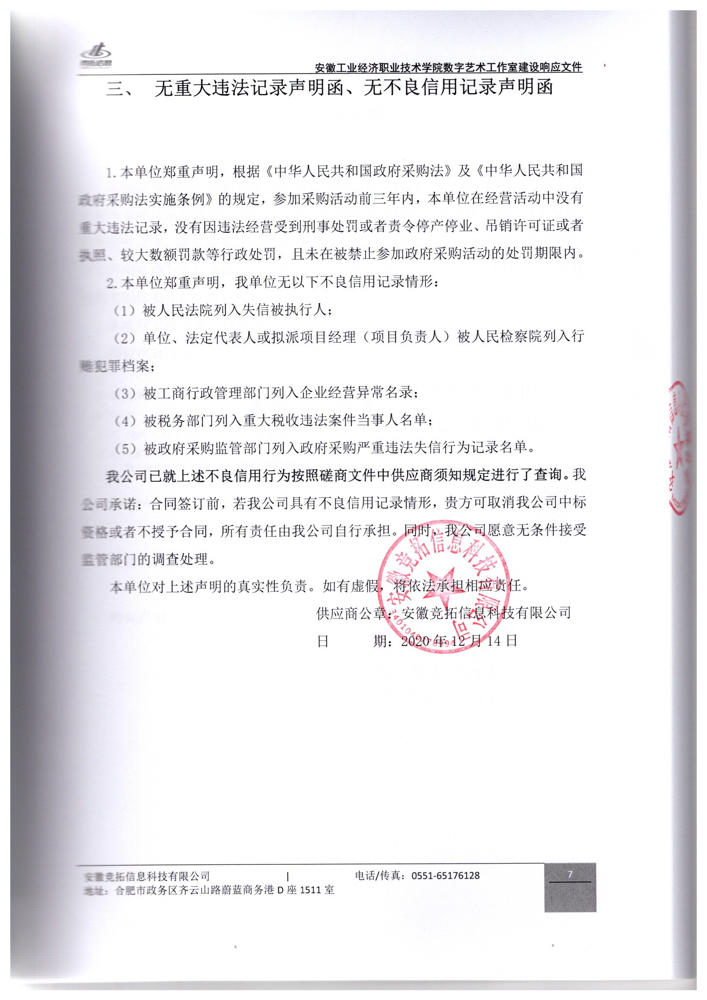 竞拓信息
安徽工业经济职业技术学院数字艺术工作室建设响应文件
三、 无重大违法记录声明函、无不良信用记录声明函
1.本单位郑重声明，根据《中华人民共和国政府采购法》及《中华人民共和国
政府采购法实施条例》的规定，参加采购活动前三年内，本单位在经营活动中没有
重大违法记录，没有因违法经营受到刑事处罚或者责令停产停业、吊销许可证或者
执照、较大数额罚款等行政处罚，且未在被禁止参加政府采购活动的处罚期限内。
2.本单位郑重声明，我单位无以下不良信用记录情形：
（1）被人民法院列入失信被执行人；
（2）单位、法定代表人或拟派项目经理（项目负责人）被人民检察院列入行
贿犯罪档案；
（3）被工商行政管理部门列入企业经营异常名录；
（4）被税务部门列入重大税收违法案件当事人名单；
（5）被政府采购监管部门列入政府采购严重违法失信行为记录名单。
我公司已就上述不良信用行为按照磋商文件中供应商须知规定进行了查询。我
公司承诺：合同签订前，若我公司具有不良信用记录情形，贵方可取消我公司中标
资格或者不授予合同，所有责任由我公司自行承担。同时，我公司愿意无条件接受
监管部门的调查处理。
本单位对上述声明的真实性负责。如有虚假，将依法承担相应责任。
供应商公章：安徽竞拓信息科技有限公司
日 期：2020 年 12 月 14 日
安徽竞拓信息科技有限公司
安徽竞拓信息科技有限公司 | 电话/传真：0551-65176128
地址：合肥市政务区齐云山路蔚蓝商务港 D 座 1511 室
7